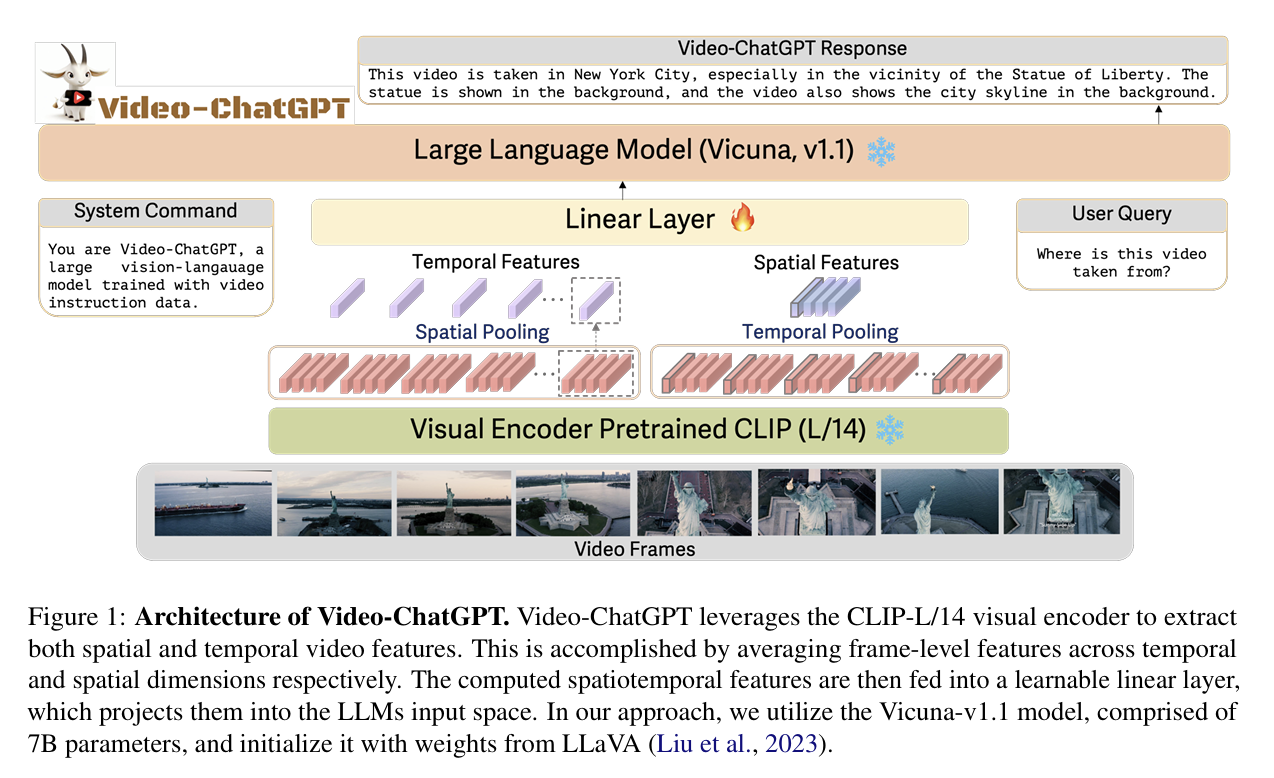 Video-ChatGPT
Video-ChatGPT Response
This video is taken in New York City, especially in the vicinity of the Statue of Liberty. The
statue is shown in the background, and the video also shows the city skyline in the background.
Large Language Model (Vicuna, v1.1)
System Command
You are Video-ChatGPT, a
large vision-langauage
model trained with video
instruction data.
Linear Layer
User Query
Where is this video
taken from?
Temporal Features
Spatial Features
Spatial Pooling
Temporal Pooling
Visual Encoder Pretrained CLIP (L/14)
Video Frames
Figure 1: Architecture of Video-ChatGPT. Video-ChatGPT leverages the CLIP-L/14 visual encoder to extract
both spatial and temporal video features. This is accomplished by averaging frame-level features across temporal
and spatial dimensions respectively. The computed spatiotemporal features are then fed into a learnable linear layer,
which projects them into the LLMs input space. In our approach, we utilize the Vicuna-v1.1 model, comprised of
7B parameters, and initialize it with weights from LLaVA (Liu et al., 2023).